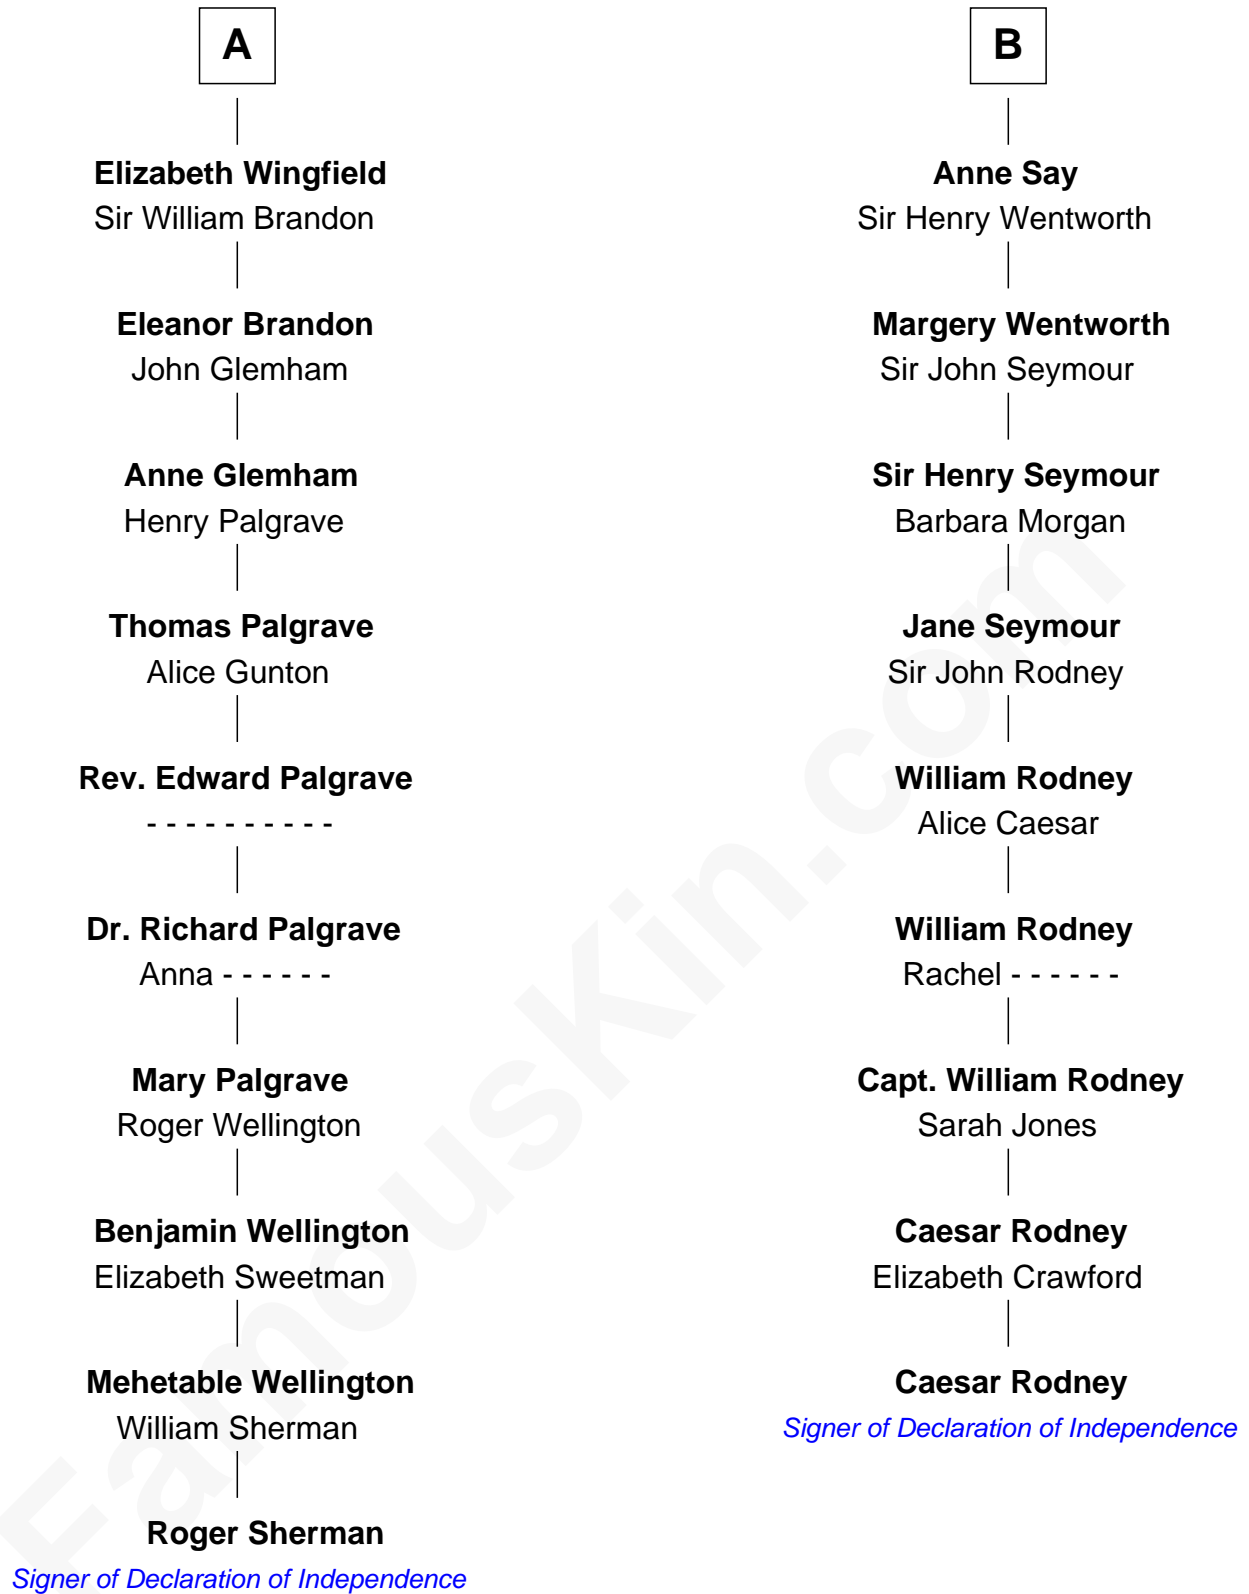 A
Elizabeth Wingfield
Sir William Brandon
Eleanor Brandon
John Glemham
Anne Glemham
Henry Palgrave
Thomas Palgrave
Alice Gunton
Rev. Edward Palgrave
- - - - - - - - - -
Dr. Richard Palgrave
Anna - - - - - -
Mary Palgrave
Roger Wellington
Benjamin Wellington
Elizabeth Sweetman
Mehetable Wellington
William Sherman
Roger Sherman
Signer of Declaration of Independence
B
Anne Say
Sir Henry Wentworth
Margery Wentworth
Sir John Seymour
Sir Henry Seymour
Barbara Morgan
Jane Seymour
Sir John Rodney
William Rodney
Alice Caesar
William Rodney
Rachel - - - - - -
Capt. William Rodney
Sarah Jones
Caesar Rodney
Elizabeth Crawford
Caesar Rodney
Signer of Declaration of Independence
FamousKin.com